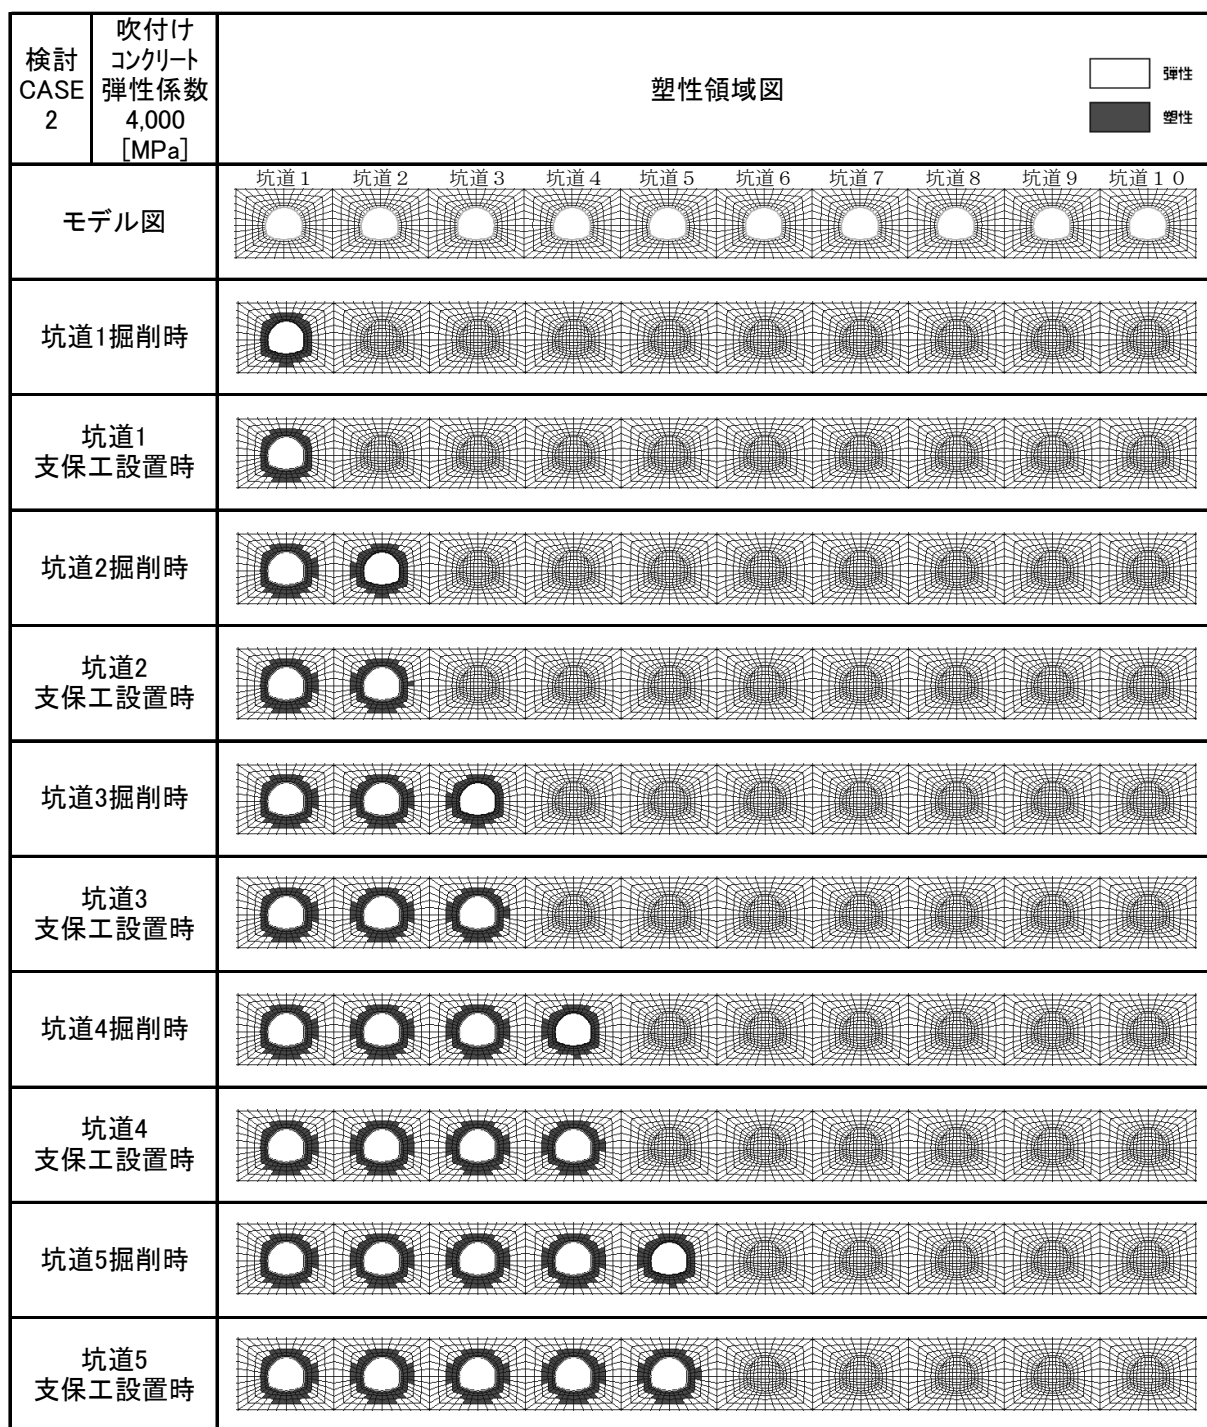 検討
CASE
2
吹付け
コンクリート
弾性係数
4,000
[MPa]
塑性領域図
弾性
塑性
モデル図
坑道1 坑道2 坑道3 坑道4 坑道5 坑道6 坑道7 坑道8 坑道9 坑道10
坑道1掘削時
坑道1
支保工設置時
坑道2掘削時
坑道2
支保工設置時
坑道3掘削時
坑道3
支保工設置時
坑道4掘削時
坑道4
支保工設置時
坑道5掘削時
坑道5
支保工設置時